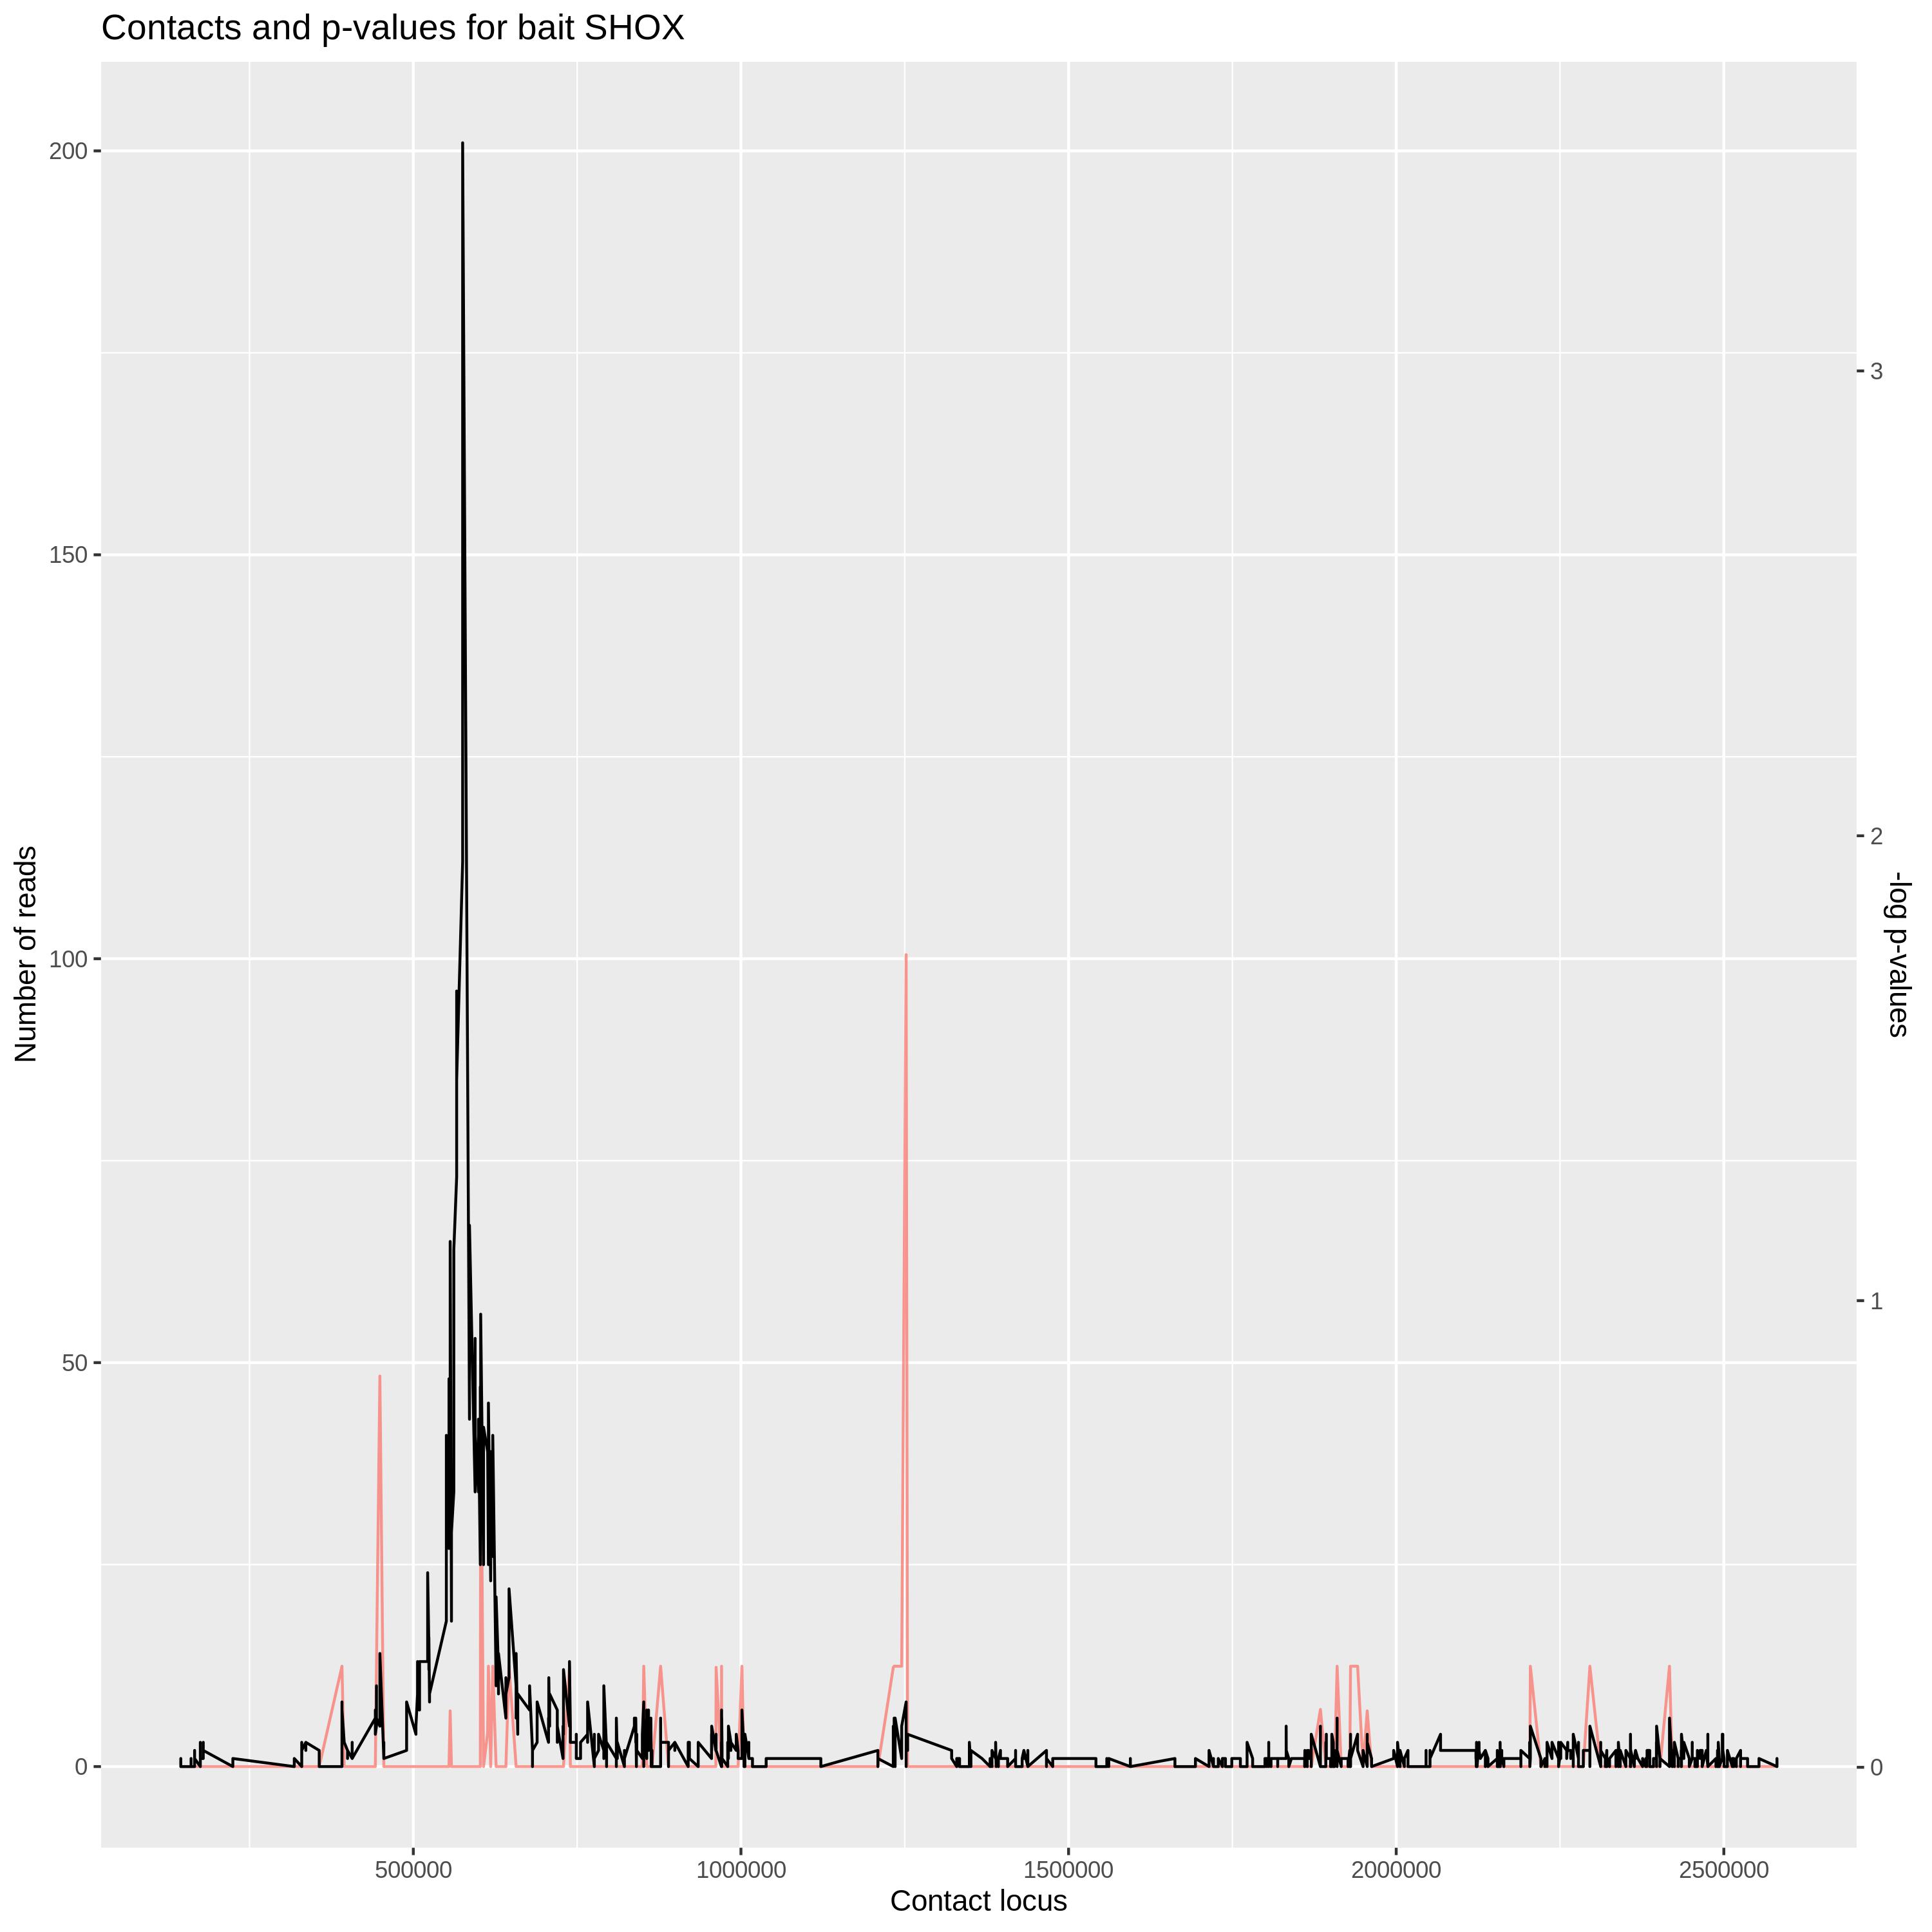 Contacts and p-values for bait SHOX
200
150
100
50
0
Number of reads
3
2
1
0
-log p-values
500000 1000000 1500000 2000000 2500000
Contact locus